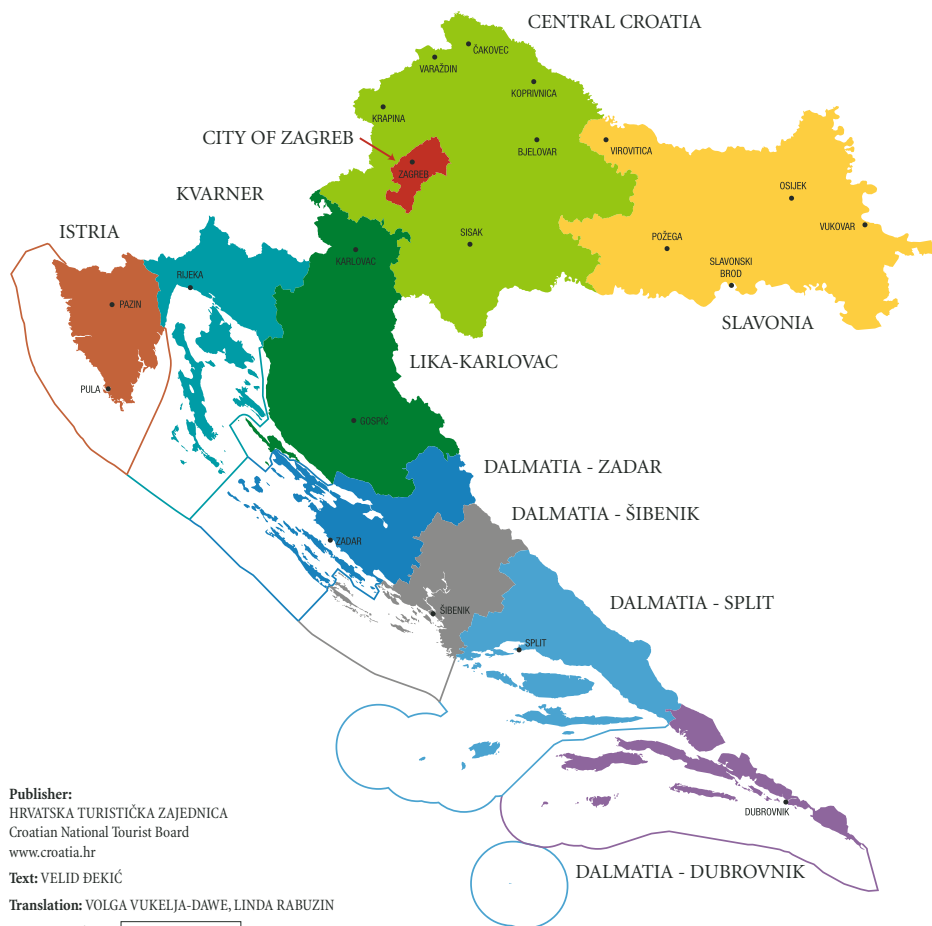 CENTRAL CROATIA
ČAKOVEC
VARAŽDIN
KOPRIVNICA
KRAPINA
CITY OF ZAGREB
ZAGREB
BJELOVAR
VIROVITICA
OSIJEK
KVARNER
ISTRIA
SISAK
POŽEGA
VUKOVAR
KARLOVAC
SLAVONSKI
BROD
RIJEKA
PAZIN
SLAVONIA
LIKA-KARLOVAC
PULA
GOSPIĆ
DALMATIA - ZADAR
DALMATIA - ŠIBENIK
ZADAR
DALMATIA - SPLIT
ŠIBENIK
SPLIT
DUBROVNIK
DALMATIA - DUBROVNIK
Publisher:
HRVATSKA TURISTIČKA ZAJEDNICA
Croatian National Tourist Board
www.croatia.hr
Text: VELID ĐEKIĆ
Translation: VOLGA VUKELJA-DAWE, LINDA RABUZIN